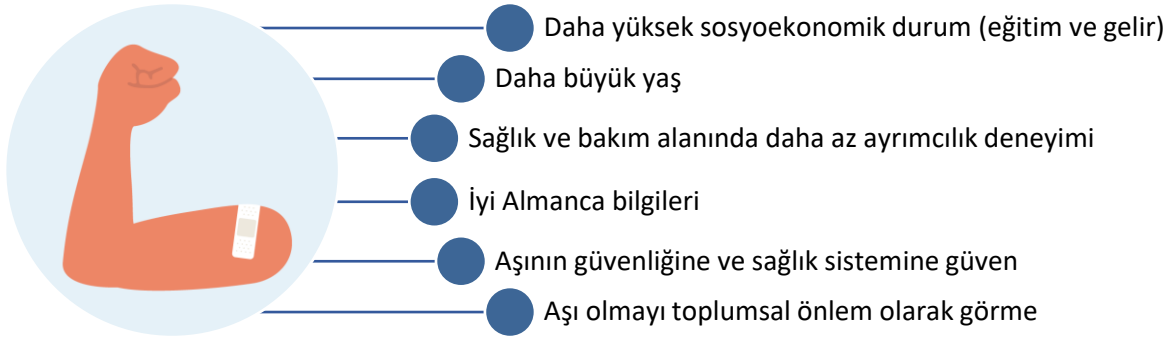 Daha yüksek sosyoekonomik durum (eğitim ve gelir)
Daha büyük yaş
Sağlık ve bakım alanında daha az ayrımcılık deneyimi
İyi Almanca bilgileri
Aşının güvenliğine ve sağlık sistemine güven
Aşı olmayı toplumsal önlem olarak görme